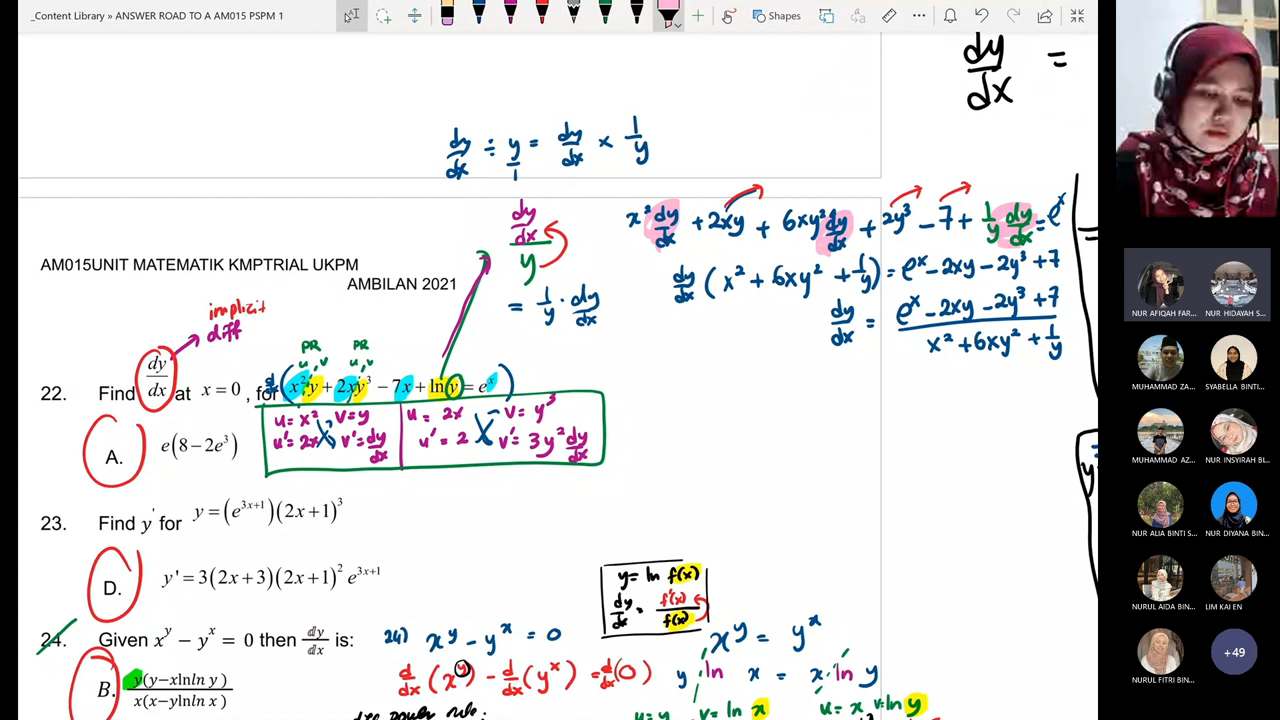 _Content Library » ANSWER ROAD TO A AM015 PSPM 1
Shapes
dy/dx =
dy/dx ÷ y/1 = dy/dx × 1/y
dy/dx / y
= 1/y · dy/dx
x² dy/dx + 2xy + 6xy² dy/dx + 2y³ - 7 + 1/y dy/dx = eˣ
dy/dx (x² + 6xy² + 1/y) = eˣ - 2xy - 2y³ + 7
dy/dx = (eˣ - 2xy - 2y³ + 7) / (x² + 6xy² + 1/y)
AM015UNIT MATEMATIK KMPTRIAL UKPM
AMBILAN 2021
implicit
diff
PR PR
u v u v
22. Find dy/dx at x = 0 , for d/dx (x²y + 2xy³ − 7x + ln y = eˣ)
u = x² v = y u = 2x v = y³
u' = 2x v' = dy/dx u' = 2 v' = 3y² dy/dx
A. e(8 − 2e³)
23. Find y' for y = (e³ˣ⁺¹)(2x + 1)³
D. y' = 3(2x + 3)(2x + 1)² e³ˣ⁺¹
y = ln f(x)
dy/dx = f'(x)/f(x)
24. Given xʸ − yˣ = 0 then dy/dx is:
24) xʸ - yˣ = 0
xʸ = yˣ
d/dx (xʸ) - d/dx (yˣ) = d/dx (0)
y ln x = x ln y
B. y(y−xlnln y) / x(x−ylnln x)
power rule:
u = y v = ln x
u = x v = ln y
NUR AFIQAH FAR...
NUR HIDAYAH S...
MUHAMMAD ZA...
SYABELLA BINTI...
MUHAMMAD AZ...
NUR INSYIRAH BI...
NUR ALIA BINTI S...
NUR DIYANA BIN...
NURUL AIDA BIN...
LIM KAI EN
NURUL FITRI BIN...
+49